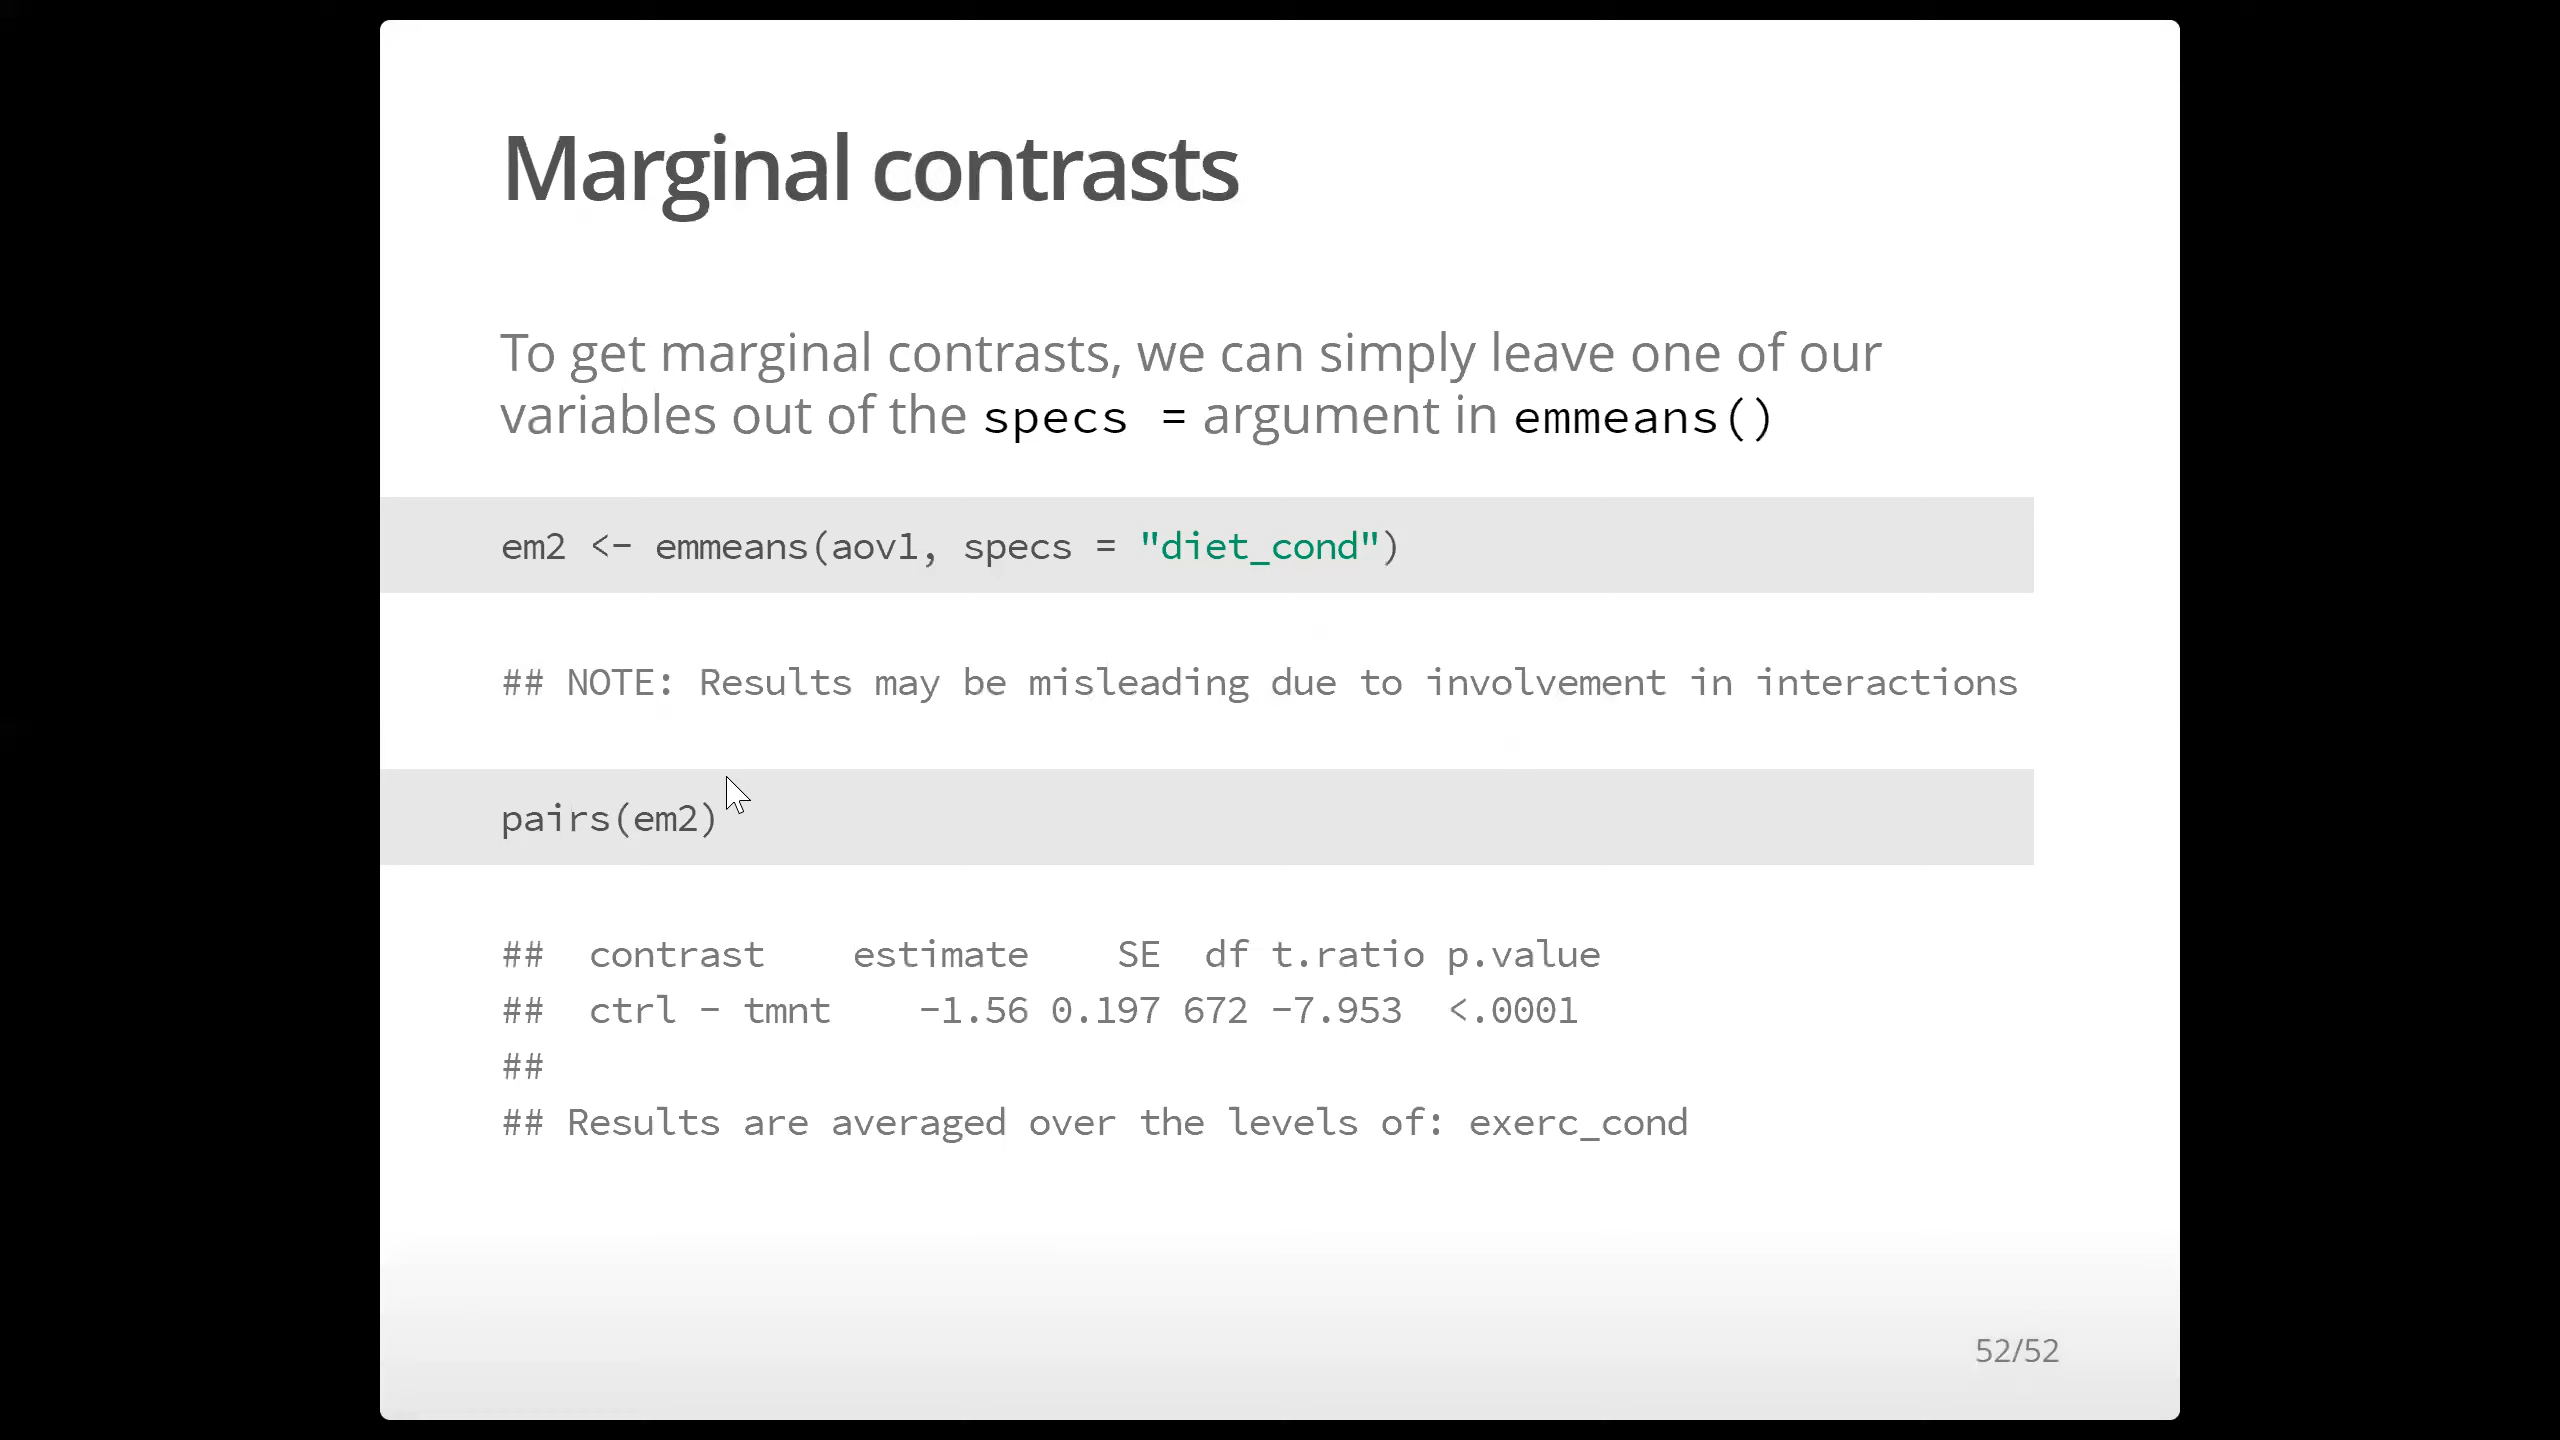 Marginal contrasts
To get marginal contrasts, we can simply leave one of our
variables out of the specs = argument in emmeans()
em2 <- emmeans(aov1, specs = "diet_cond")
## NOTE: Results may be misleading due to involvement in interactions
pairs(em2)
##  contrast    estimate    SE  df t.ratio p.value
##  ctrl - tmnt    -1.56 0.197 672 -7.953  <.0001
##
## Results are averaged over the levels of: exerc_cond
52/52